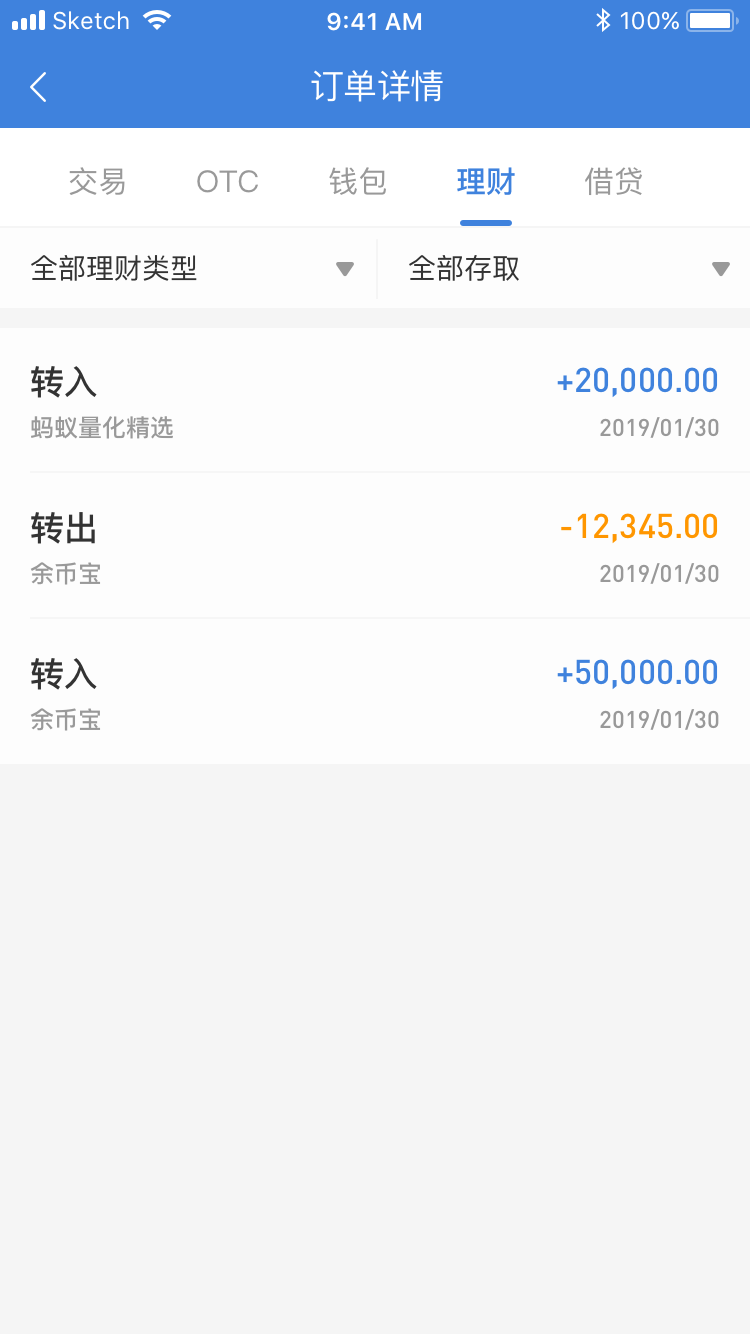 Sketch 9:41 AM 100%
订单详情
交易 OTC 钱包 理财 借贷
全部理财类型 全部存取
转入 +20,000.00
蚂蚁量化精选 2019/01/30
转出 -12,345.00
余币宝 2019/01/30
转入 +50,000.00
余币宝 2019/01/30